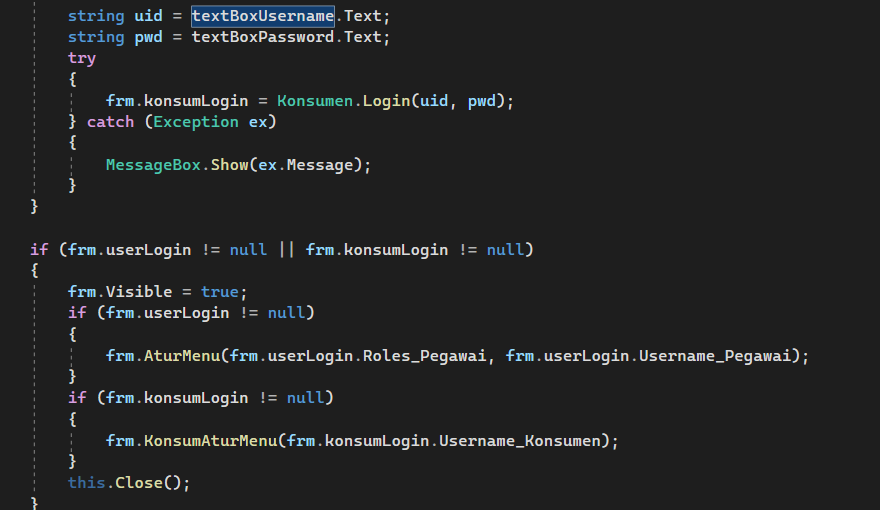 string uid = textBoxUsername.Text;
string pwd = textBoxPassword.Text;
try
{
frm.konsumLogin = Konsumen.Login(uid, pwd);
} catch (Exception ex)
{
MessageBox.Show(ex.Message);
}
}
if (frm.userLogin != null || frm.konsumLogin != null)
{
frm.Visible = true;
if (frm.userLogin != null)
{
frm.AturMenu(frm.userLogin.Roles_Pegawai, frm.userLogin.Username_Pegawai);
}
if (frm.konsumLogin != null)
{
frm.KonsumAturMenu(frm.konsumLogin.Username_Konsumen);
}
this.Close();
}